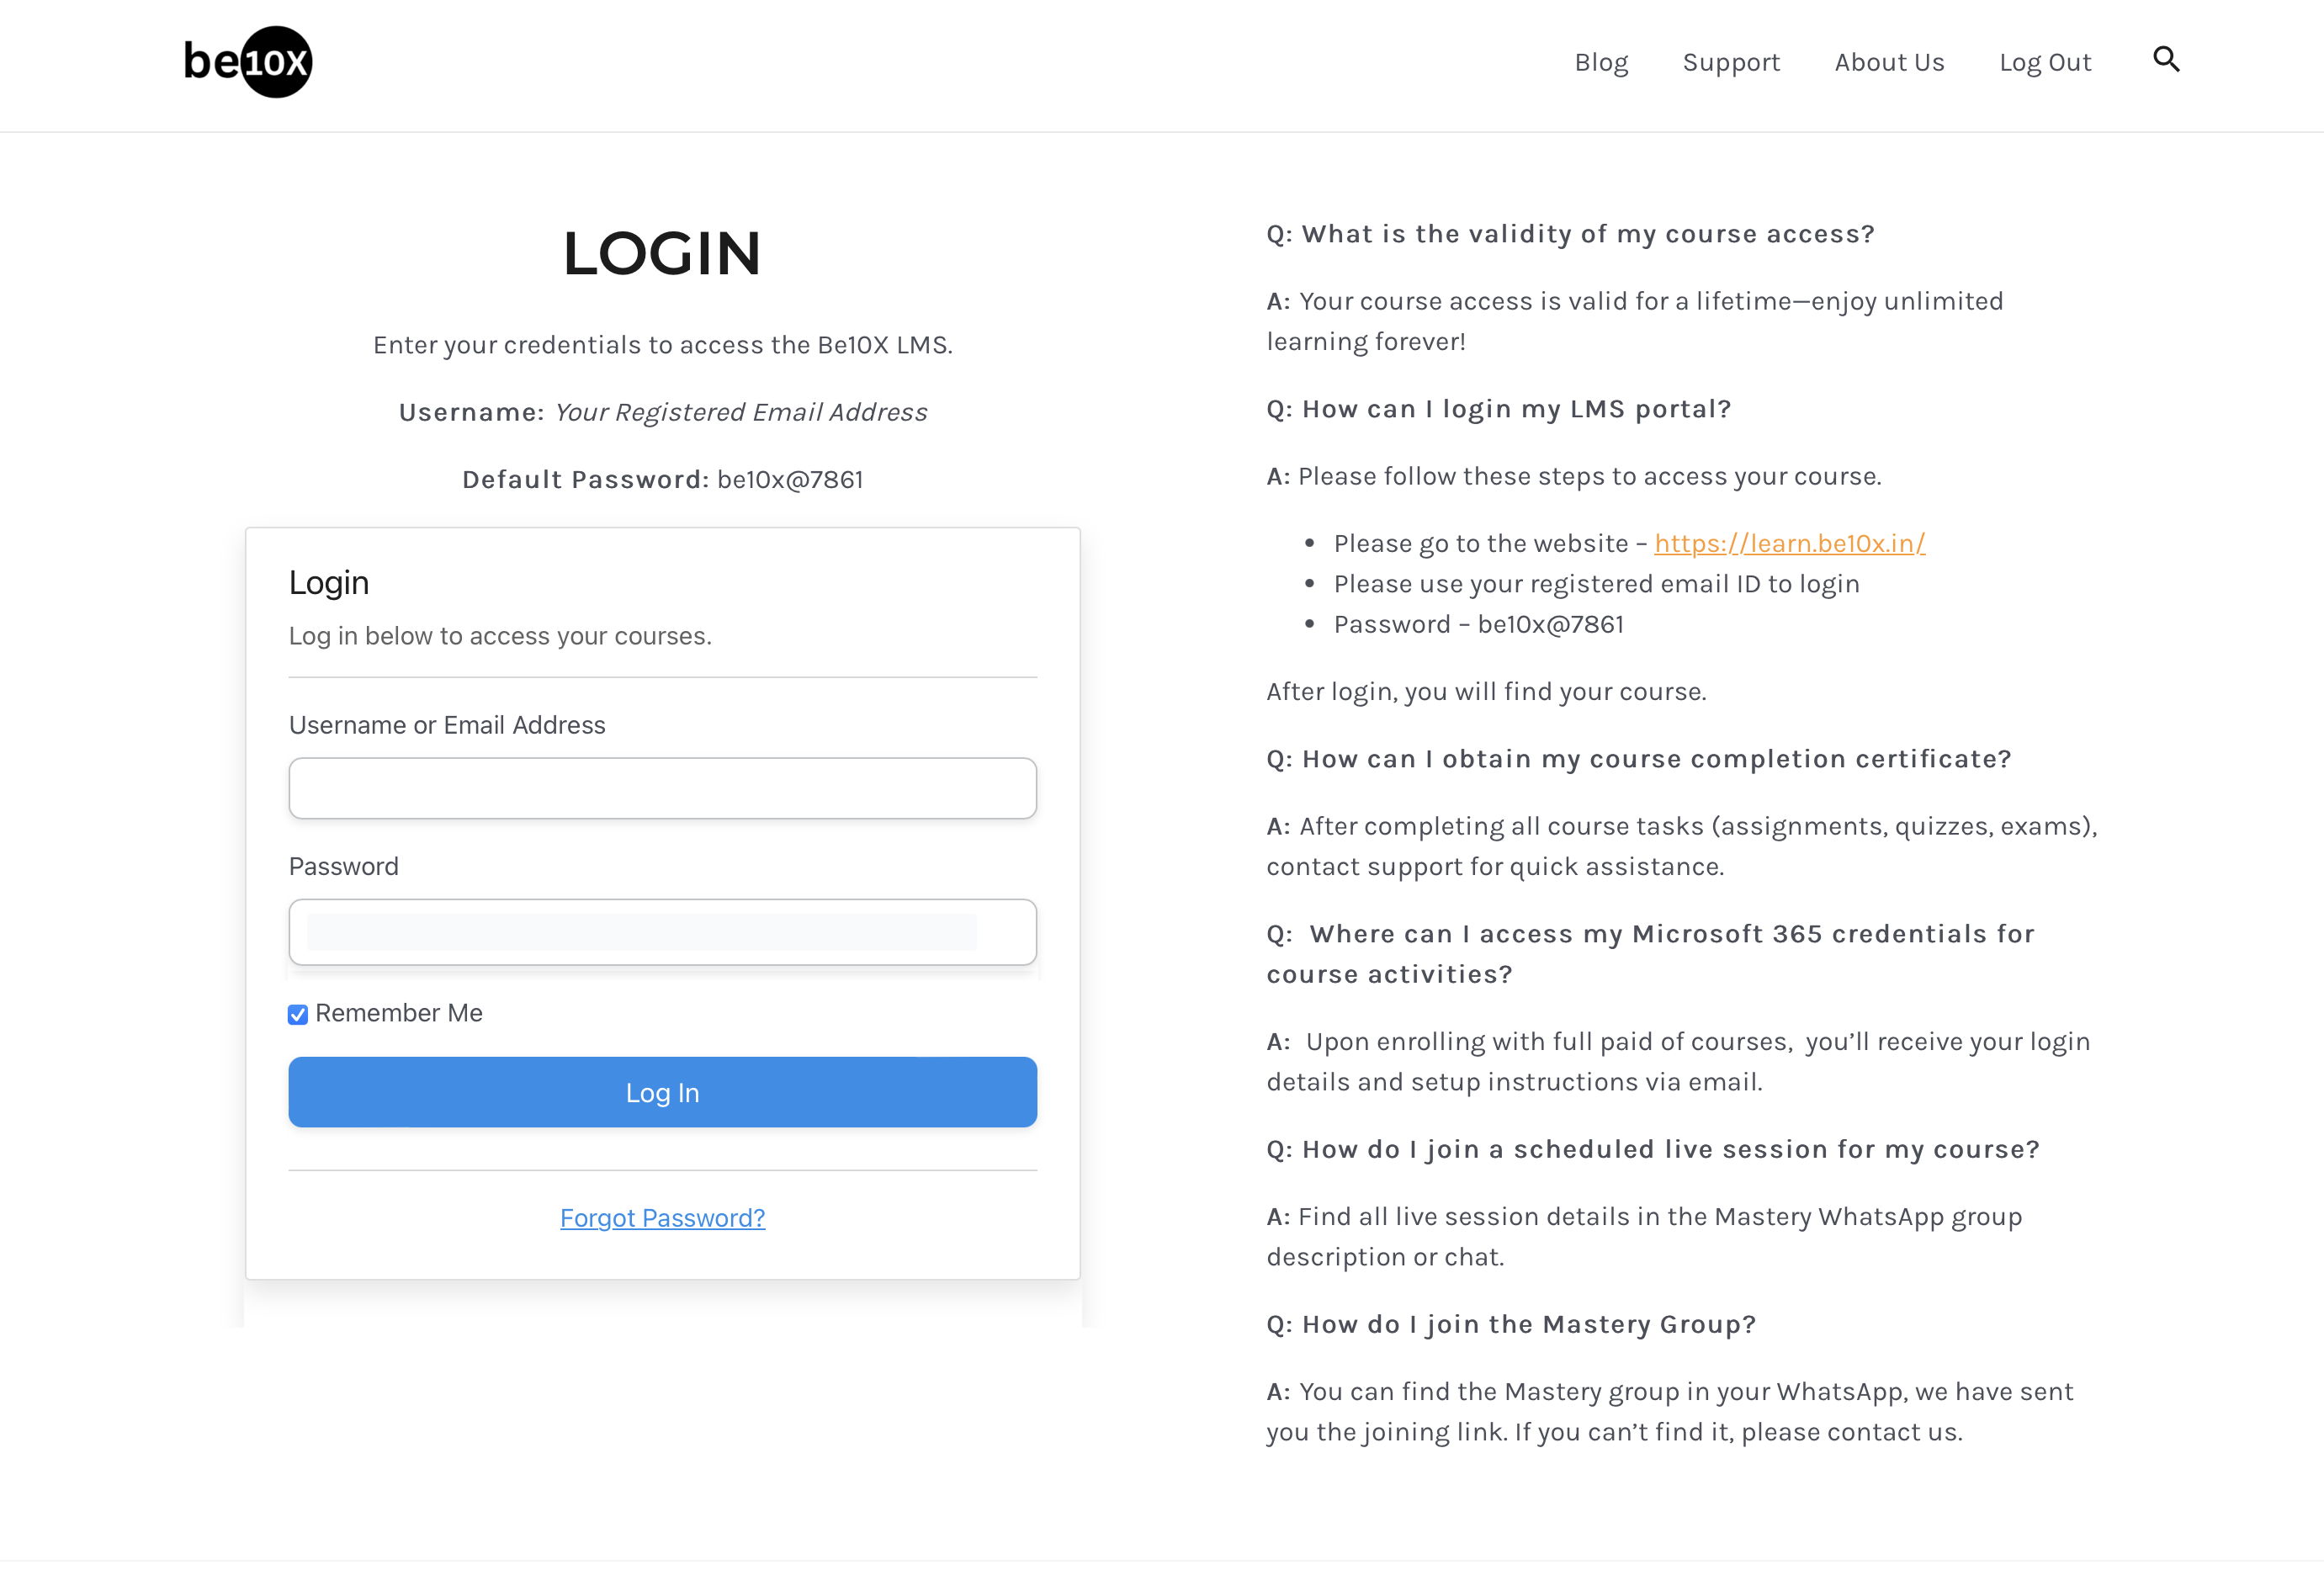 be10X
Blog Support About Us Log Out
LOGIN
Enter your credentials to access the Be10X LMS.
Username: Your Registered Email Address
Default Password: be10x@7861
Login
Log in below to access your courses.
Username or Email Address
Password
Remember Me
Log In
Forgot Password?
Q: What is the validity of my course access?
A: Your course access is valid for a lifetime—enjoy unlimited
learning forever!
Q: How can I login my LMS portal?
A: Please follow these steps to access your course.
• Please go to the website – https://learn.be10x.in/
• Please use your registered email ID to login
• Password – be10x@7861
After login, you will find your course.
Q: How can I obtain my course completion certificate?
A: After completing all course tasks (assignments, quizzes, exams),
contact support for quick assistance.
Q:  Where can I access my Microsoft 365 credentials for
course activities?
A:  Upon enrolling with full paid of courses,  you’ll receive your login
details and setup instructions via email.
Q: How do I join a scheduled live session for my course?
A: Find all live session details in the Mastery WhatsApp group
description or chat.
Q: How do I join the Mastery Group?
A: You can find the Mastery group in your WhatsApp, we have sent
you the joining link. If you can’t find it, please contact us.